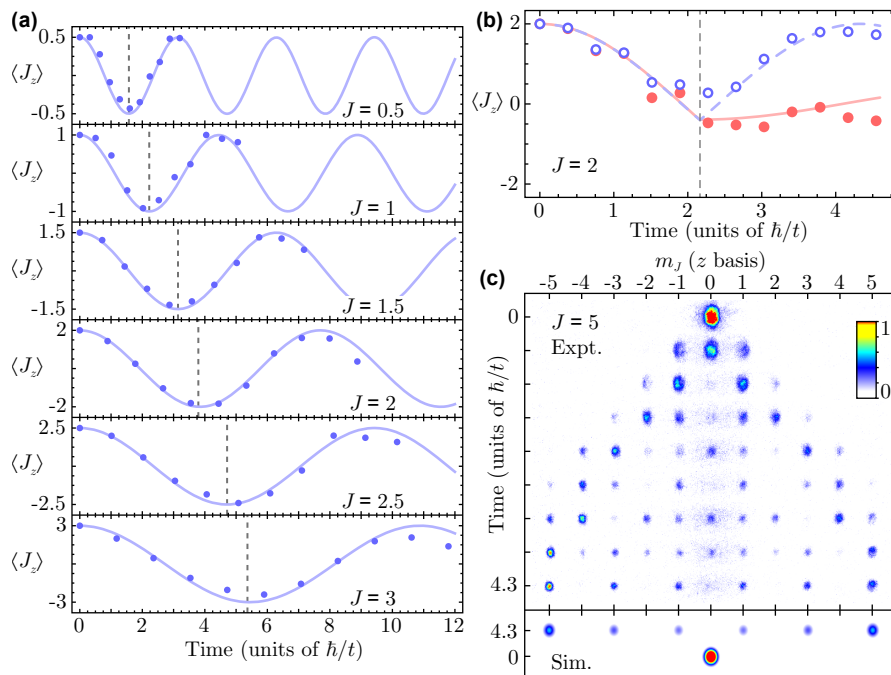 (a)
0.5
⟨J_z⟩
-0.5
J = 0.5
1
⟨J_z⟩
-1
J = 1
1.5
⟨J_z⟩
-1.5
J = 1.5
2
⟨J_z⟩
-2
J = 2
2.5
⟨J_z⟩
-2.5
J = 2.5
3
⟨J_z⟩
-3
J = 3
0 2 4 6 8 10 12
Time (units of ℏ/t)
(b)
2
⟨J_z⟩ 0
-2
J = 2
0 1 2 3 4
Time (units of ℏ/t)
(c)
m_J (z basis)
-5 -4 -3 -2 -1 0 1 2 3 4 5
0
J = 5
Expt.
1
0
Time (units of ℏ/t)
4.3
4.3
0
Sim.